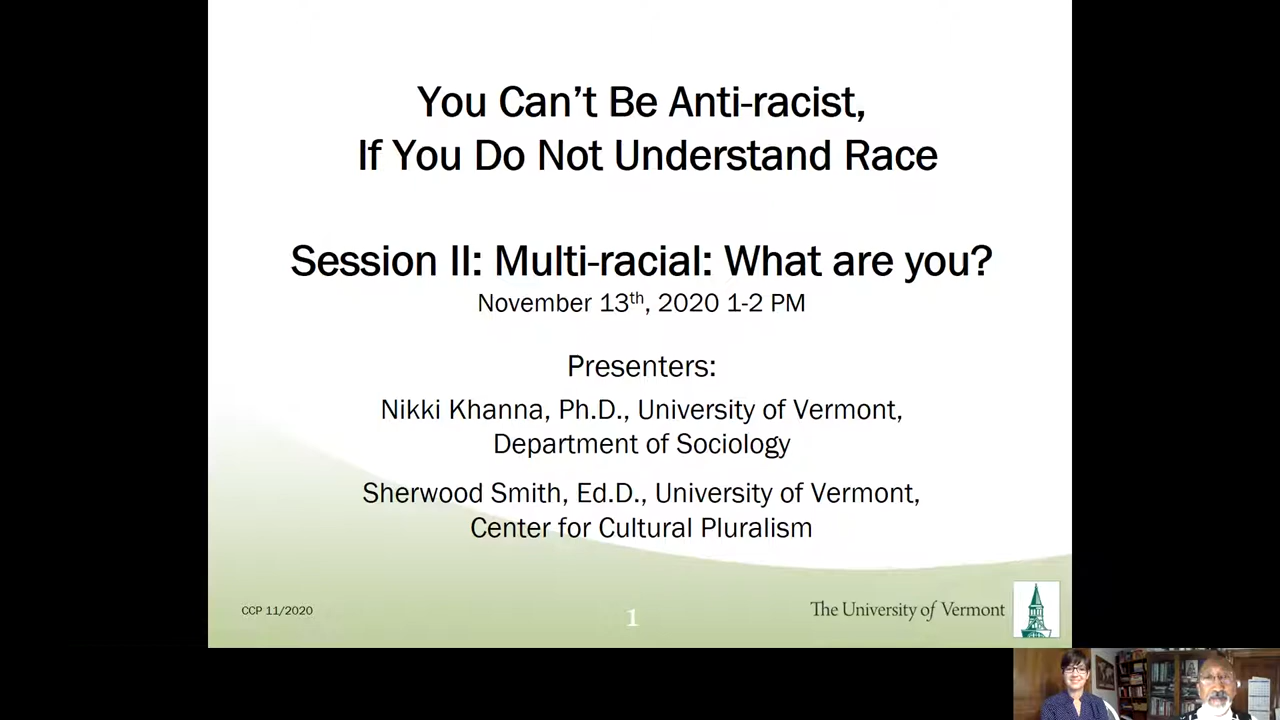 You Can't Be Anti-racist,
If You Do Not Understand Race
Session II: Multi-racial: What are you?
November 13th, 2020 1-2 PM
Presenters:
Nikki Khanna, Ph.D., University of Vermont,
Department of Sociology
Sherwood Smith, Ed.D., University of Vermont,
Center for Cultural Pluralism
CCP 11/2020
1
The University of Vermont